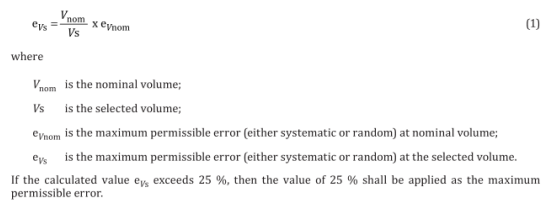 e_Vs = V_nom / Vs x e_Vnom (1)
where
V_nom is the nominal volume;
Vs is the selected volume;
e_Vnom is the maximum permissible error (either systematic or random) at nominal volume;
e_Vs is the maximum permissible error (either systematic or random) at the selected volume.
If the calculated value e_Vs exceeds 25 %, then the value of 25 % shall be applied as the maximum
permissible error.